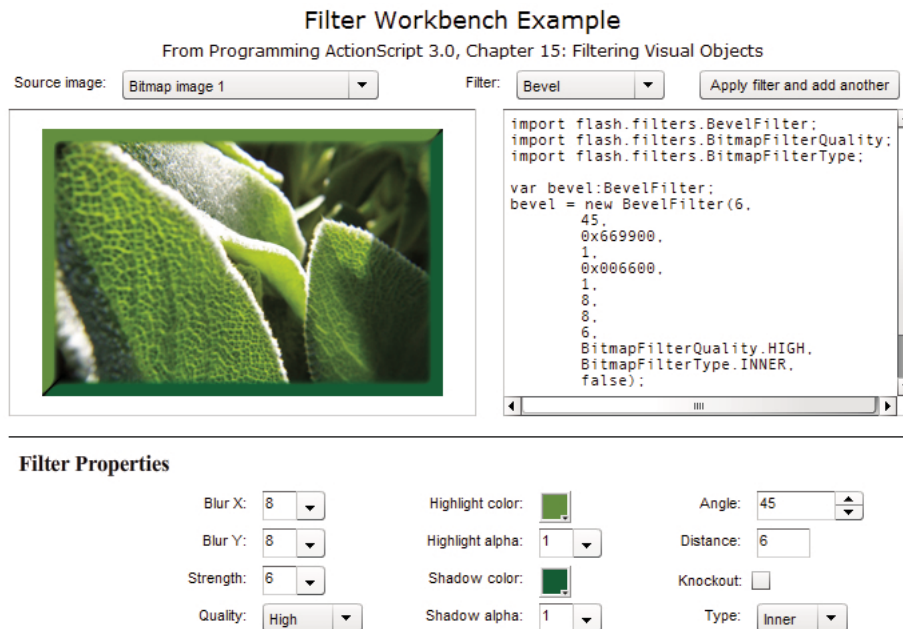 Filter Workbench Example
From Programming ActionScript 3.0, Chapter 15: Filtering Visual Objects
Source image: Bitmap image 1 Filter: Bevel Apply filter and add another
import flash.filters.BevelFilter;
import flash.filters.BitmapFilterQuality;
import flash.filters.BitmapFilterType;
var bevel:BevelFilter;
bevel = new BevelFilter(6,
45,
0x669900,
1,
0x006600,
1,
8,
8,
6,
BitmapFilterQuality.HIGH,
BitmapFilterType.INNER,
false);
Filter Properties
Blur X: 8 Highlight color: Angle: 45
Blur Y: 8 Highlight alpha: 1 Distance: 6
Strength: 6 Shadow color: Knockout:
Quality: High Shadow alpha: 1 Type: Inner